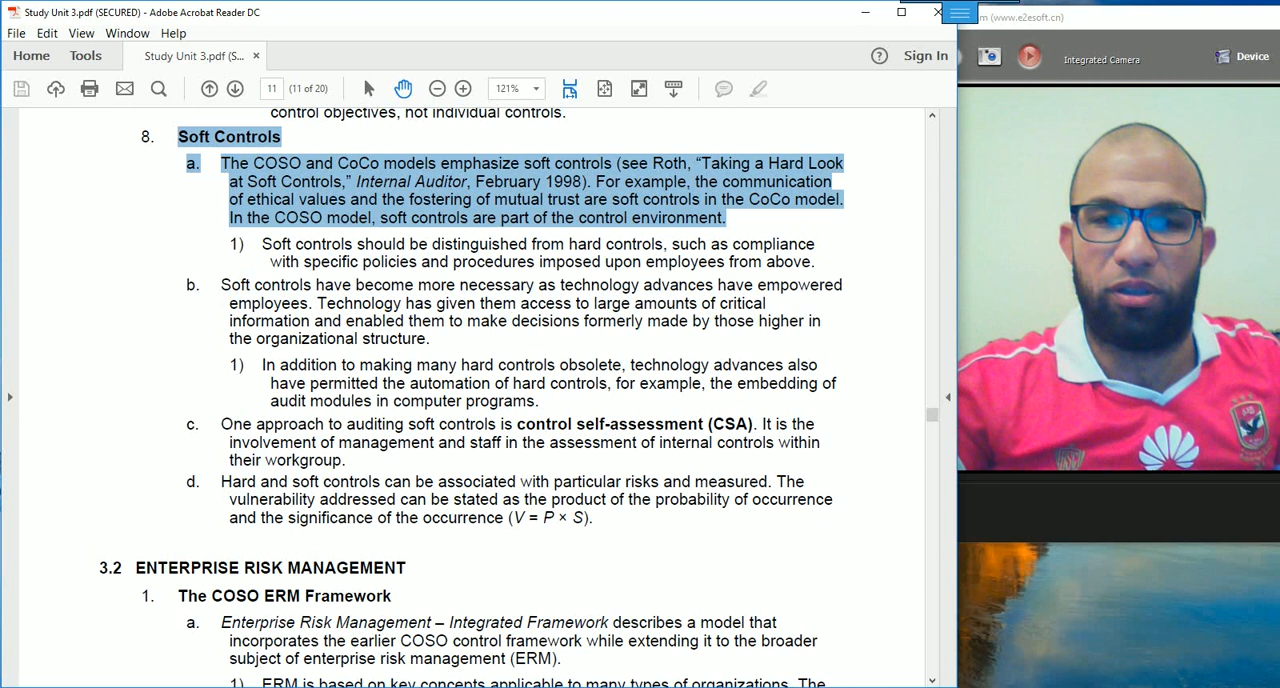 Study Unit 3.pdf (SECURED) - Adobe Acrobat Reader DC
m (www.e2esoft.cn)
File Edit View Window Help
Home Tools Study Unit 3.pdf (S... × Sign In
Integrated Camera Device
11 (11 of 20) 121%
control objectives, not individual controls.
8. Soft Controls
a. The COSO and CoCo models emphasize soft controls (see Roth, “Taking a Hard Look
at Soft Controls,” Internal Auditor, February 1998). For example, the communication
of ethical values and the fostering of mutual trust are soft controls in the CoCo model.
In the COSO model, soft controls are part of the control environment.
1) Soft controls should be distinguished from hard controls, such as compliance
with specific policies and procedures imposed upon employees from above.
b. Soft controls have become more necessary as technology advances have empowered
employees. Technology has given them access to large amounts of critical
information and enabled them to make decisions formerly made by those higher in
the organizational structure.
1) In addition to making many hard controls obsolete, technology advances also
have permitted the automation of hard controls, for example, the embedding of
audit modules in computer programs.
c. One approach to auditing soft controls is control self-assessment (CSA). It is the
involvement of management and staff in the assessment of internal controls within
their workgroup.
d. Hard and soft controls can be associated with particular risks and measured. The
vulnerability addressed can be stated as the product of the probability of occurrence
and the significance of the occurrence (V = P × S).
3.2 ENTERPRISE RISK MANAGEMENT
1. The COSO ERM Framework
a. Enterprise Risk Management – Integrated Framework describes a model that
incorporates the earlier COSO control framework while extending it to the broader
subject of enterprise risk management (ERM).
1) ERM is based on key concepts applicable to many types of organizations. The